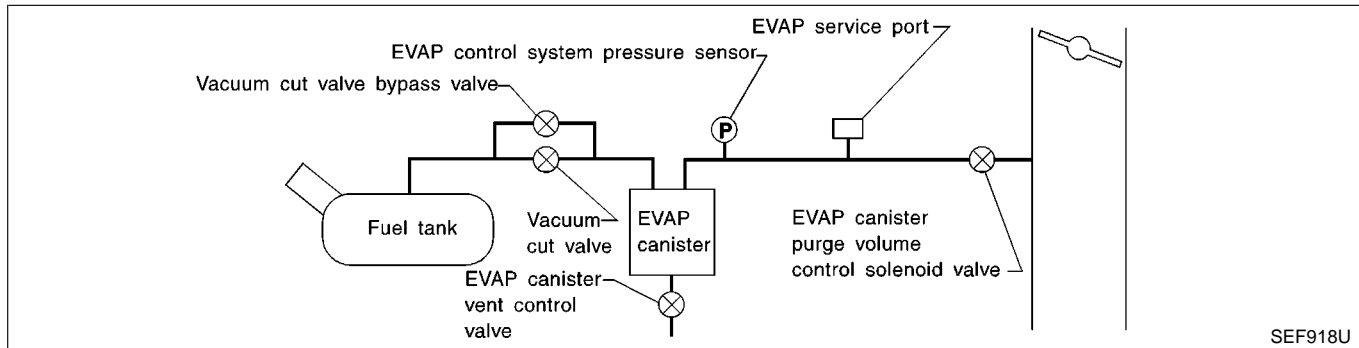 EVAP service port
EVAP control system pressure sensor
Vacuum cut valve bypass valve
P
Fuel tank
Vacuum
cut valve
EVAP
canister
EVAP canister
purge volume
control solenoid valve
EVAP canister
vent control
valve
SEF918U